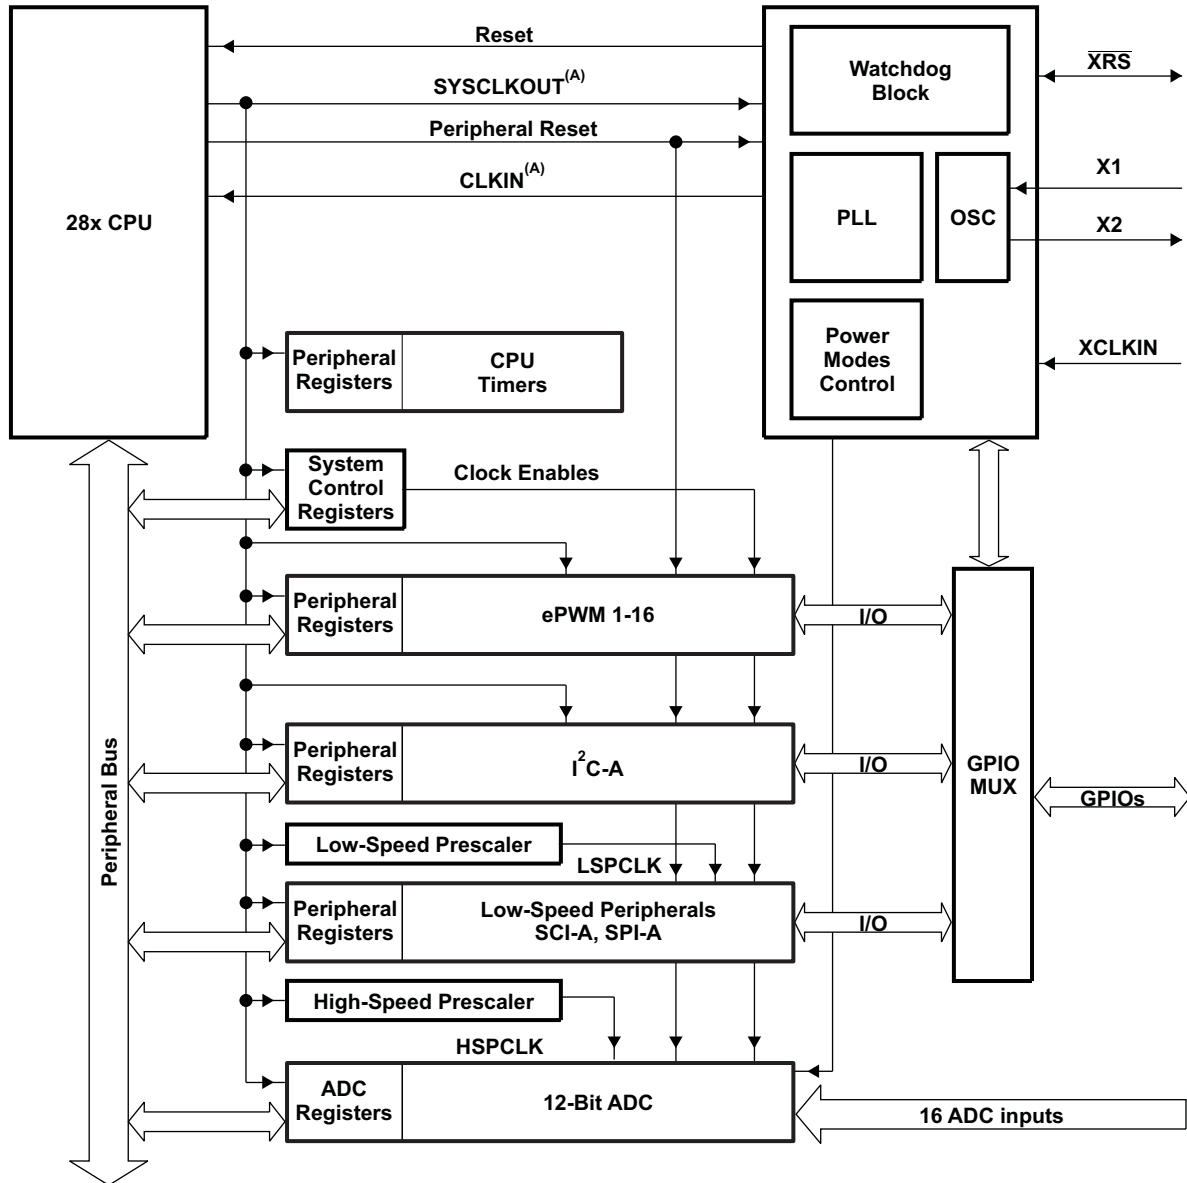 Reset
SYSCLKOUT(A)
Peripheral Reset
CLKIN(A)
28x CPU
Watchdog
Block
PLL
OSC
Power
Modes
Control
XRS
X1
X2
XCLKIN
Peripheral
Registers
CPU
Timers
System
Control
Registers
Clock Enables
Peripheral
Registers
ePWM 1-16
I/O
Peripheral
Registers
I2C-A
I/O
GPIO
MUX
GPIOs
Peripheral Bus
Low-Speed Prescaler
LSPCLK
Peripheral
Registers
Low-Speed Peripherals
SCI-A, SPI-A
I/O
High-Speed Prescaler
HSPCLK
ADC
Registers
12-Bit ADC
16 ADC inputs